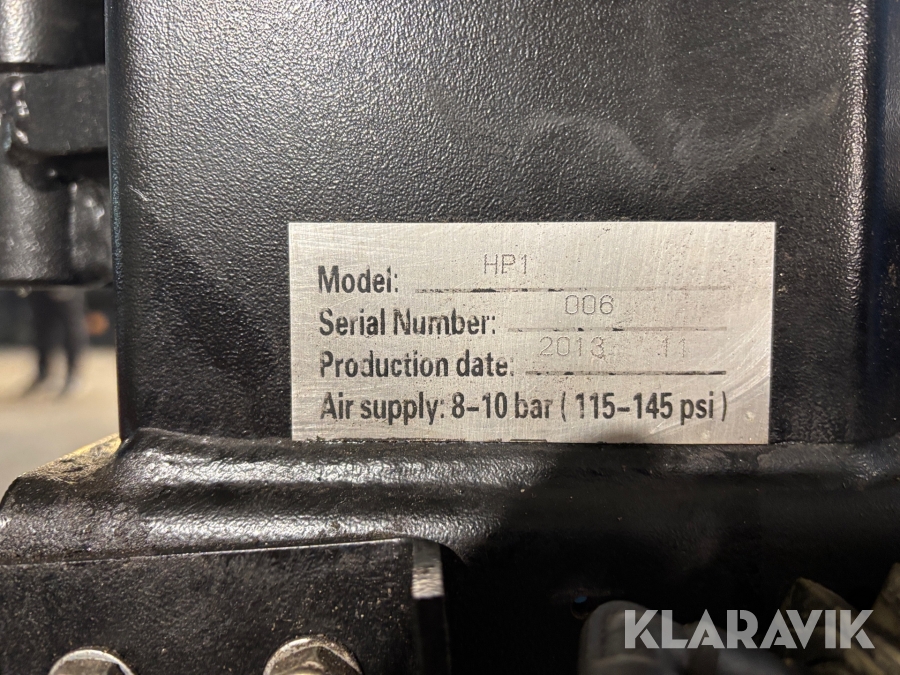 Model: HP1
Serial Number: 006
Production date: 2013 11
Air supply: 8-10 bar ( 115-145 psi )
KLARAVIK